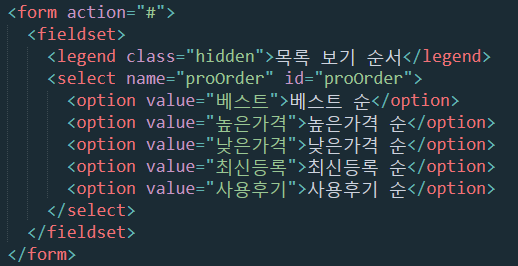 <form action="#">
<fieldset>
<legend class="hidden">목록 보기 순서</legend>
<select name="proOrder" id="proOrder">
<option value="베스트">베스트 순</option>
<option value="높은가격">높은가격 순</option>
<option value="낮은가격">낮은가격 순</option>
<option value="최신등록">최신등록 순</option>
<option value="사용후기">사용후기 순</option>
</select>
</fieldset>
</form>